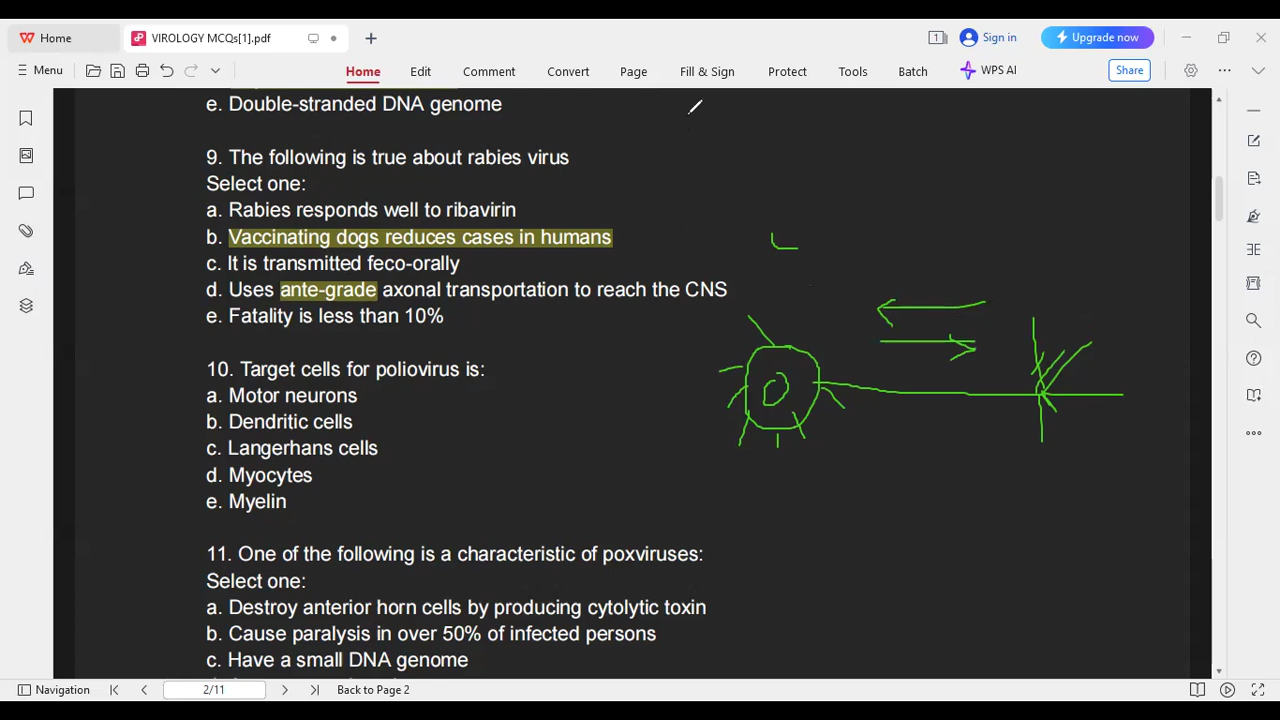 Home
VIROLOGY MCQs[1].pdf
Sign in
Upgrade now
Menu
Home Edit Comment Convert Page Fill & Sign Protect Tools Batch WPS AI Share
e. Double-stranded DNA genome
9. The following is true about rabies virus
Select one:
a. Rabies responds well to ribavirin
b. Vaccinating dogs reduces cases in humans
c. It is transmitted feco-orally
d. Uses ante-grade axonal transportation to reach the CNS
e. Fatality is less than 10%
10. Target cells for poliovirus is:
a. Motor neurons
b. Dendritic cells
c. Langerhans cells
d. Myocytes
e. Myelin
11. One of the following is a characteristic of poxviruses:
Select one:
a. Destroy anterior horn cells by producing cytolytic toxin
b. Cause paralysis in over 50% of infected persons
c. Have a small DNA genome
Navigation 2/11 Back to Page 2